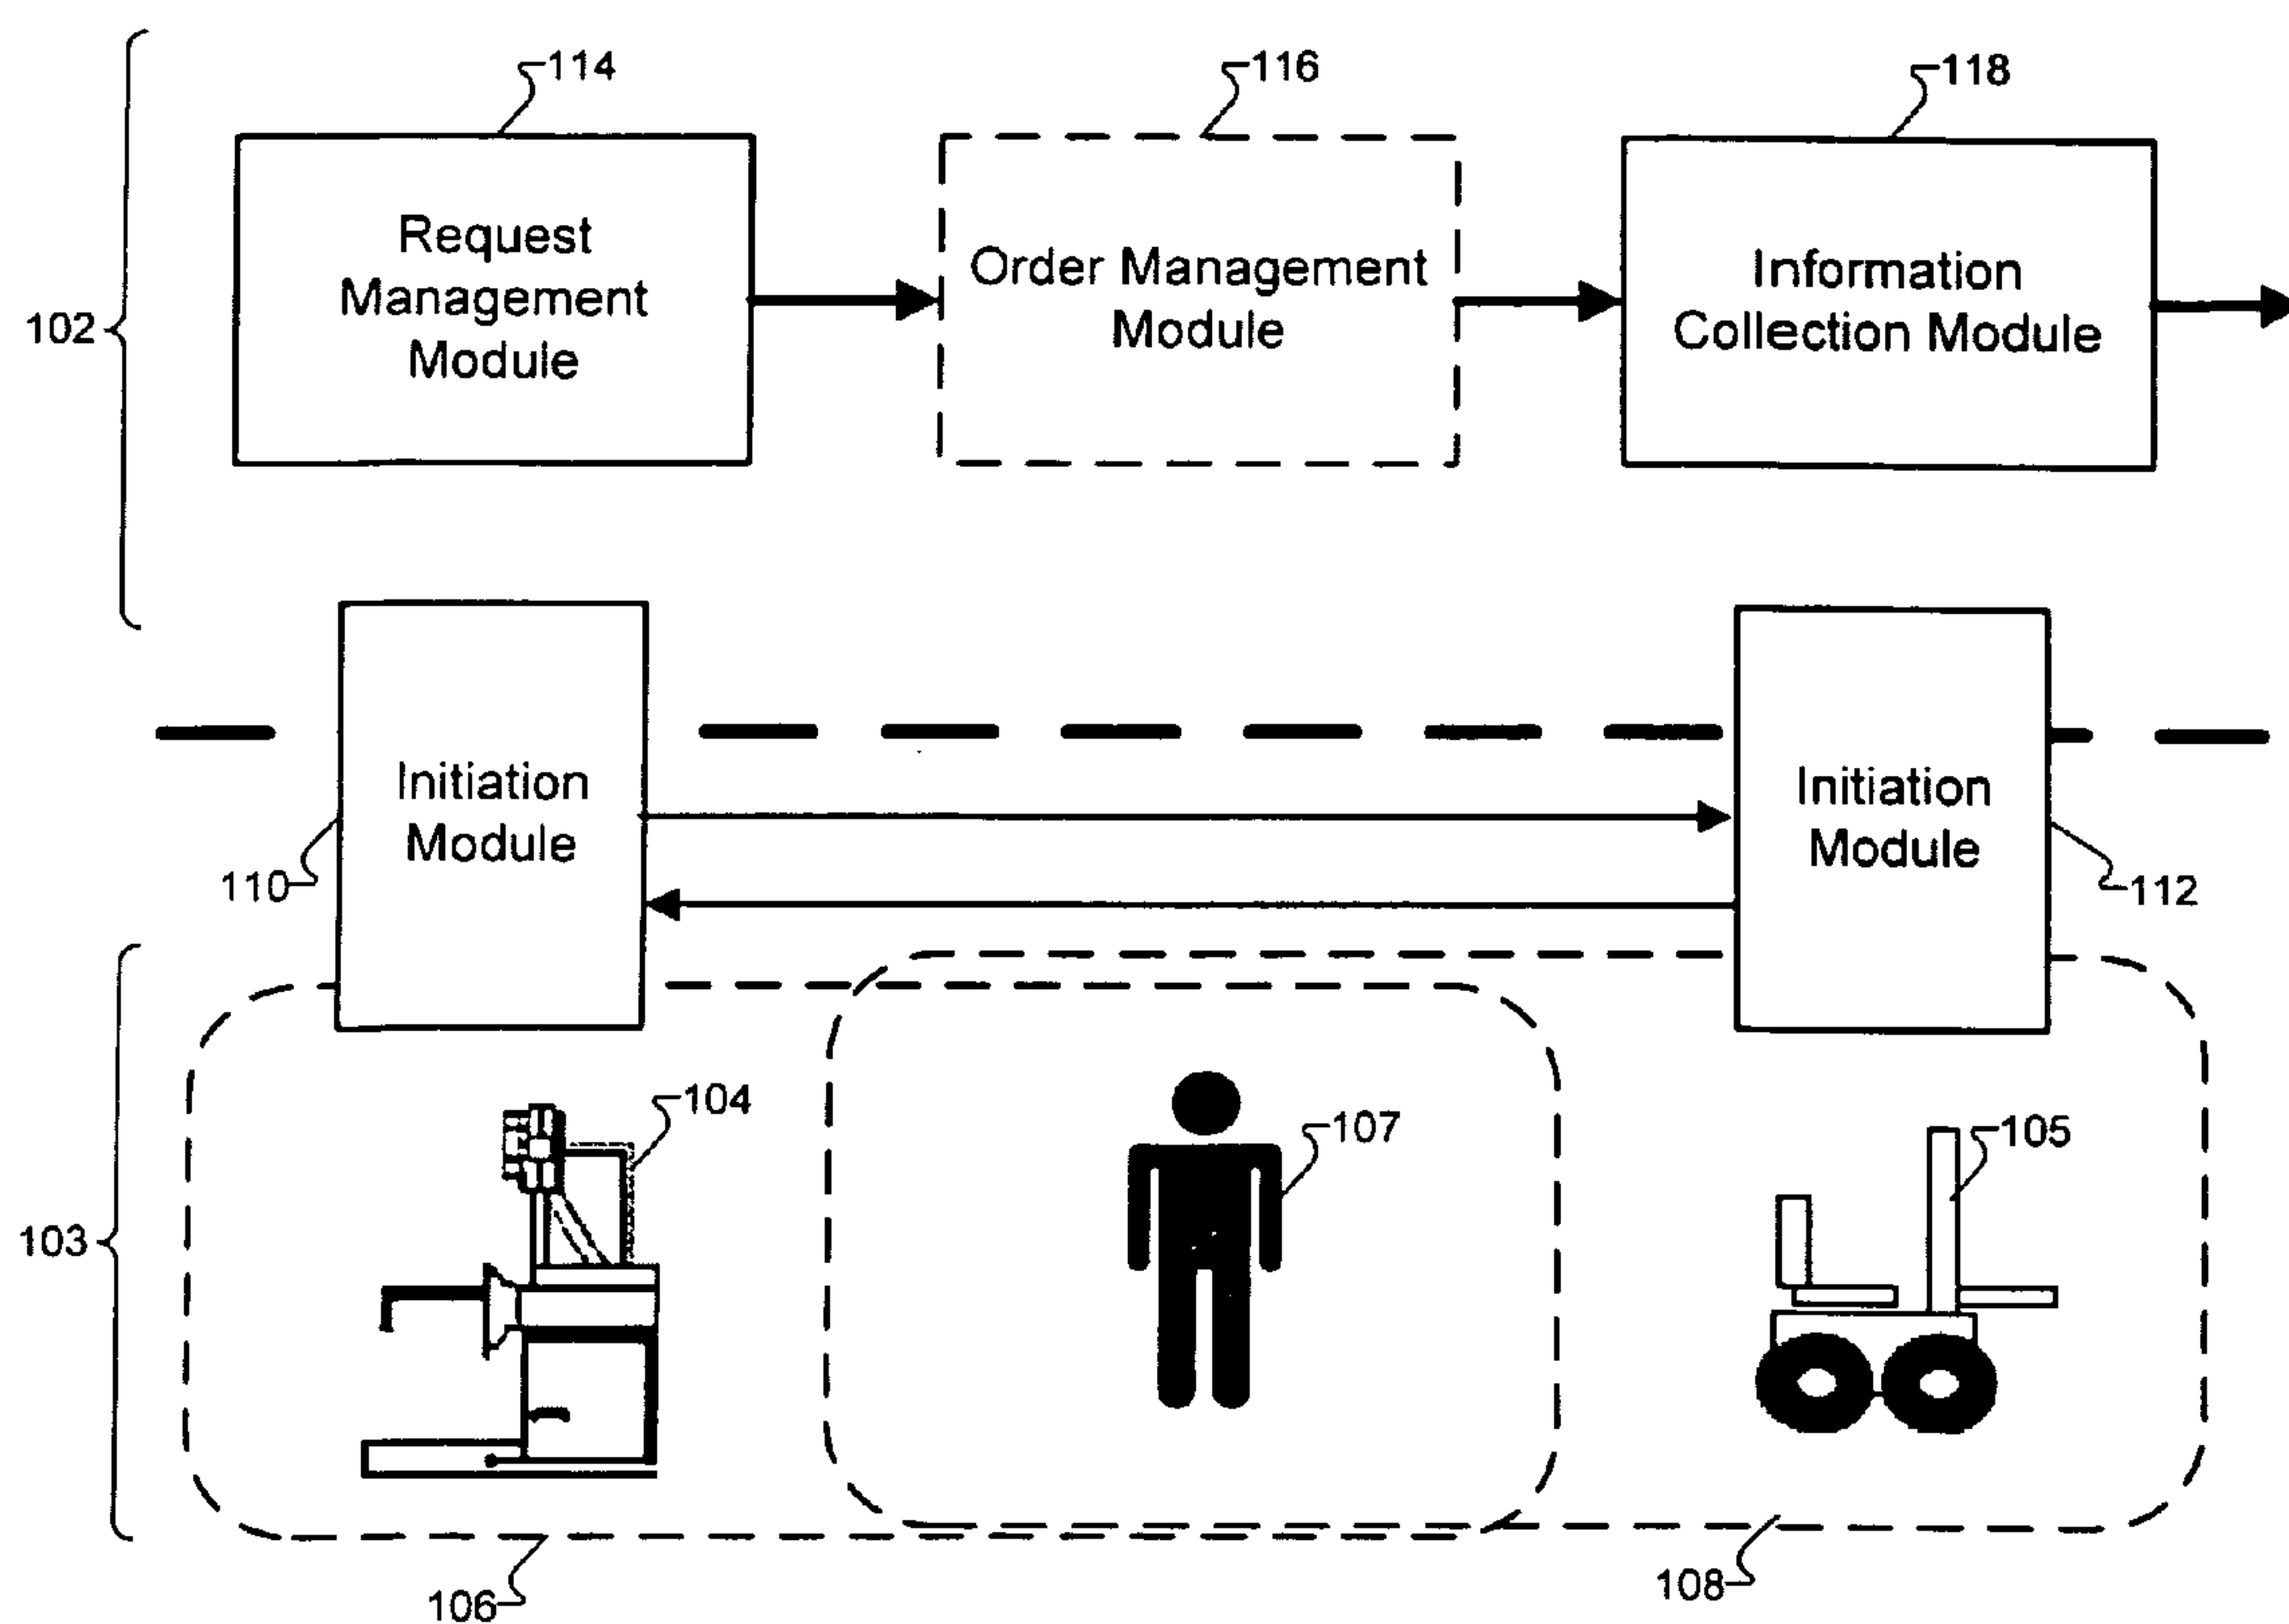 114
116
118
Request
Management
Module
Order Management
Module
Information
Collection Module
102
Initiation
Module
Initiation
Module
110
112
104
107
105
103
106
108